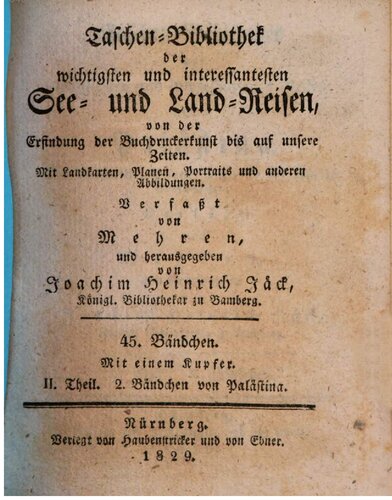 Taschen-Bibliothek
der
wichtigsten und interessantesten
See- und Land-Reisen,
von der
Erfindung der Buchdruckerkunst bis auf unsere
Zeiten.
Mit Landkarten, Planen, Portraits und anderen
Abbildungen.
Verfaßt
von
Mehren,
und herausgegeben
von
Joachim Heinrich Jäck,
Königl. Bibliothekar zu Bamberg.
45. Bändchen.
Mit einem Kupfer.
II. Theil. 2. Bändchen von Palästina.
Nürnberg.
Verlegt von Haubenstricker und von Ebner.
1829.